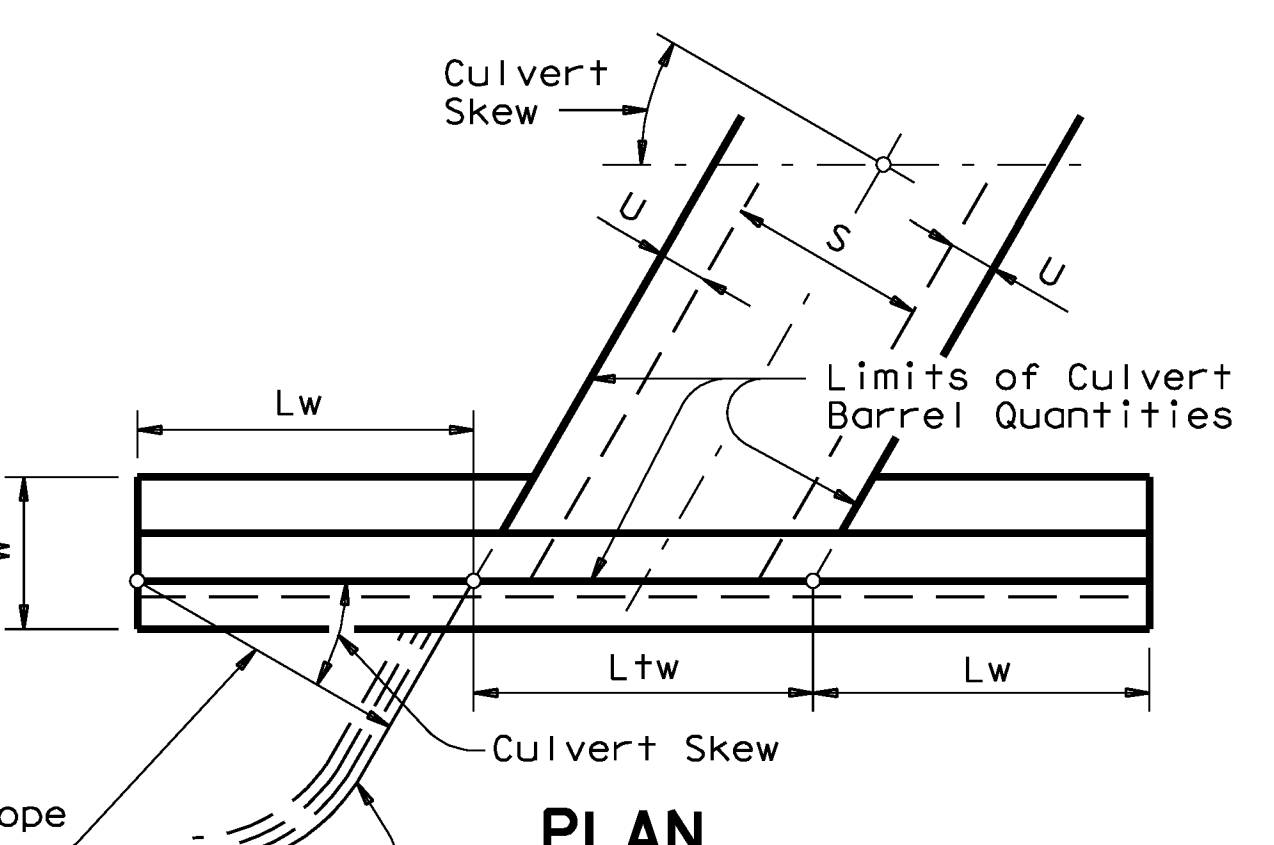 Culvert
Skew
U
S
U
Limits of Culvert
Barrel Quantities
Lw
Ltw
Lw
Culvert Skew
PLAN